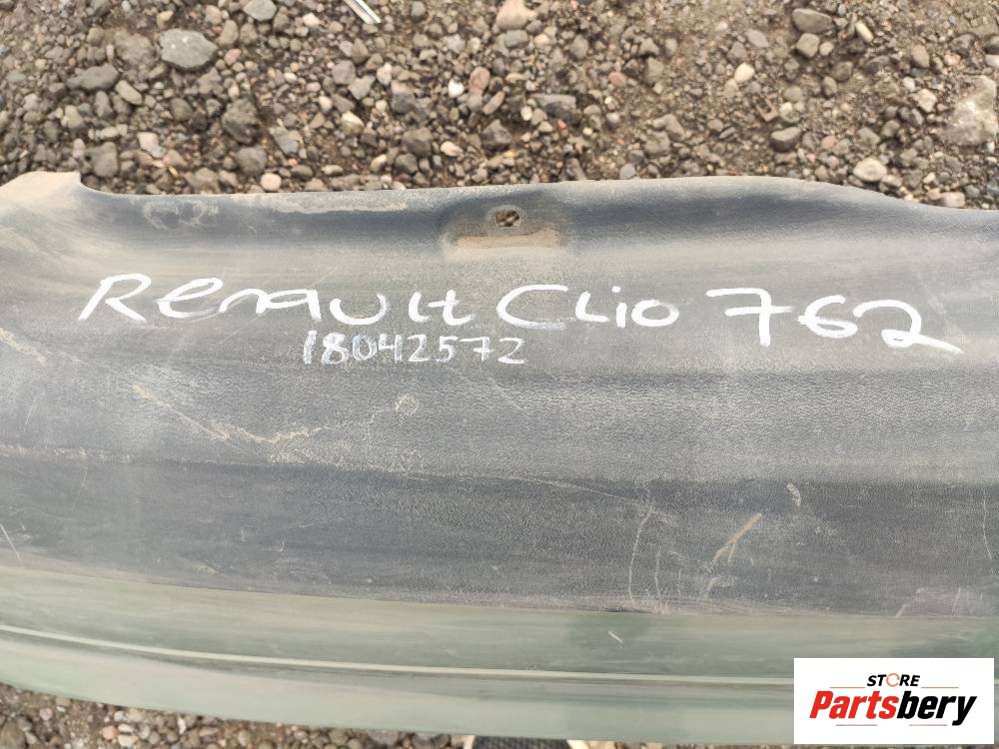 Renault Clio 762
18042572
STORE
Partsbery